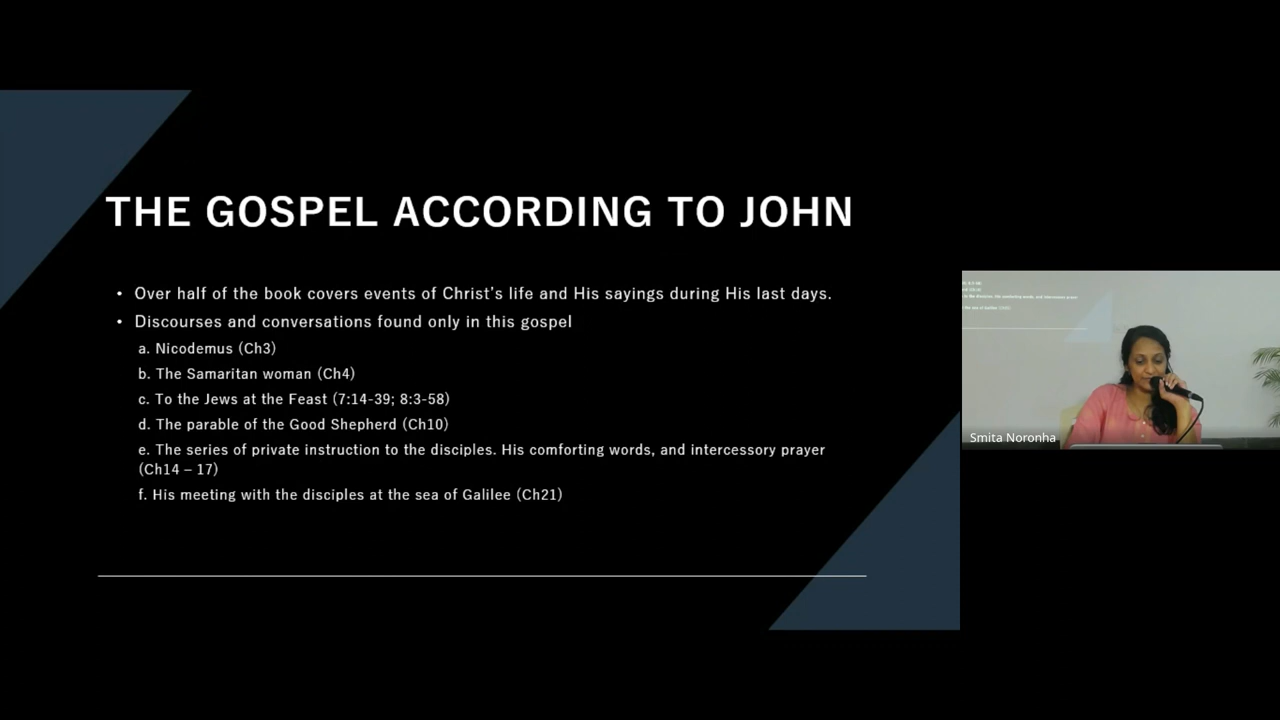 THE GOSPEL ACCORDING TO JOHN
• Over half of the book covers events of Christ's life and His sayings during His last days.
• Discourses and conversations found only in this gospel
a. Nicodemus (Ch3)
b. The Samaritan woman (Ch4)
c. To the Jews at the Feast (7:14-39; 8:3-58)
d. The parable of the Good Shepherd (Ch10)
e. The series of private instruction to the disciples. His comforting words, and intercessory prayer
(Ch14 – 17)
f. His meeting with the disciples at the sea of Galilee (Ch21)
Smita Noronha